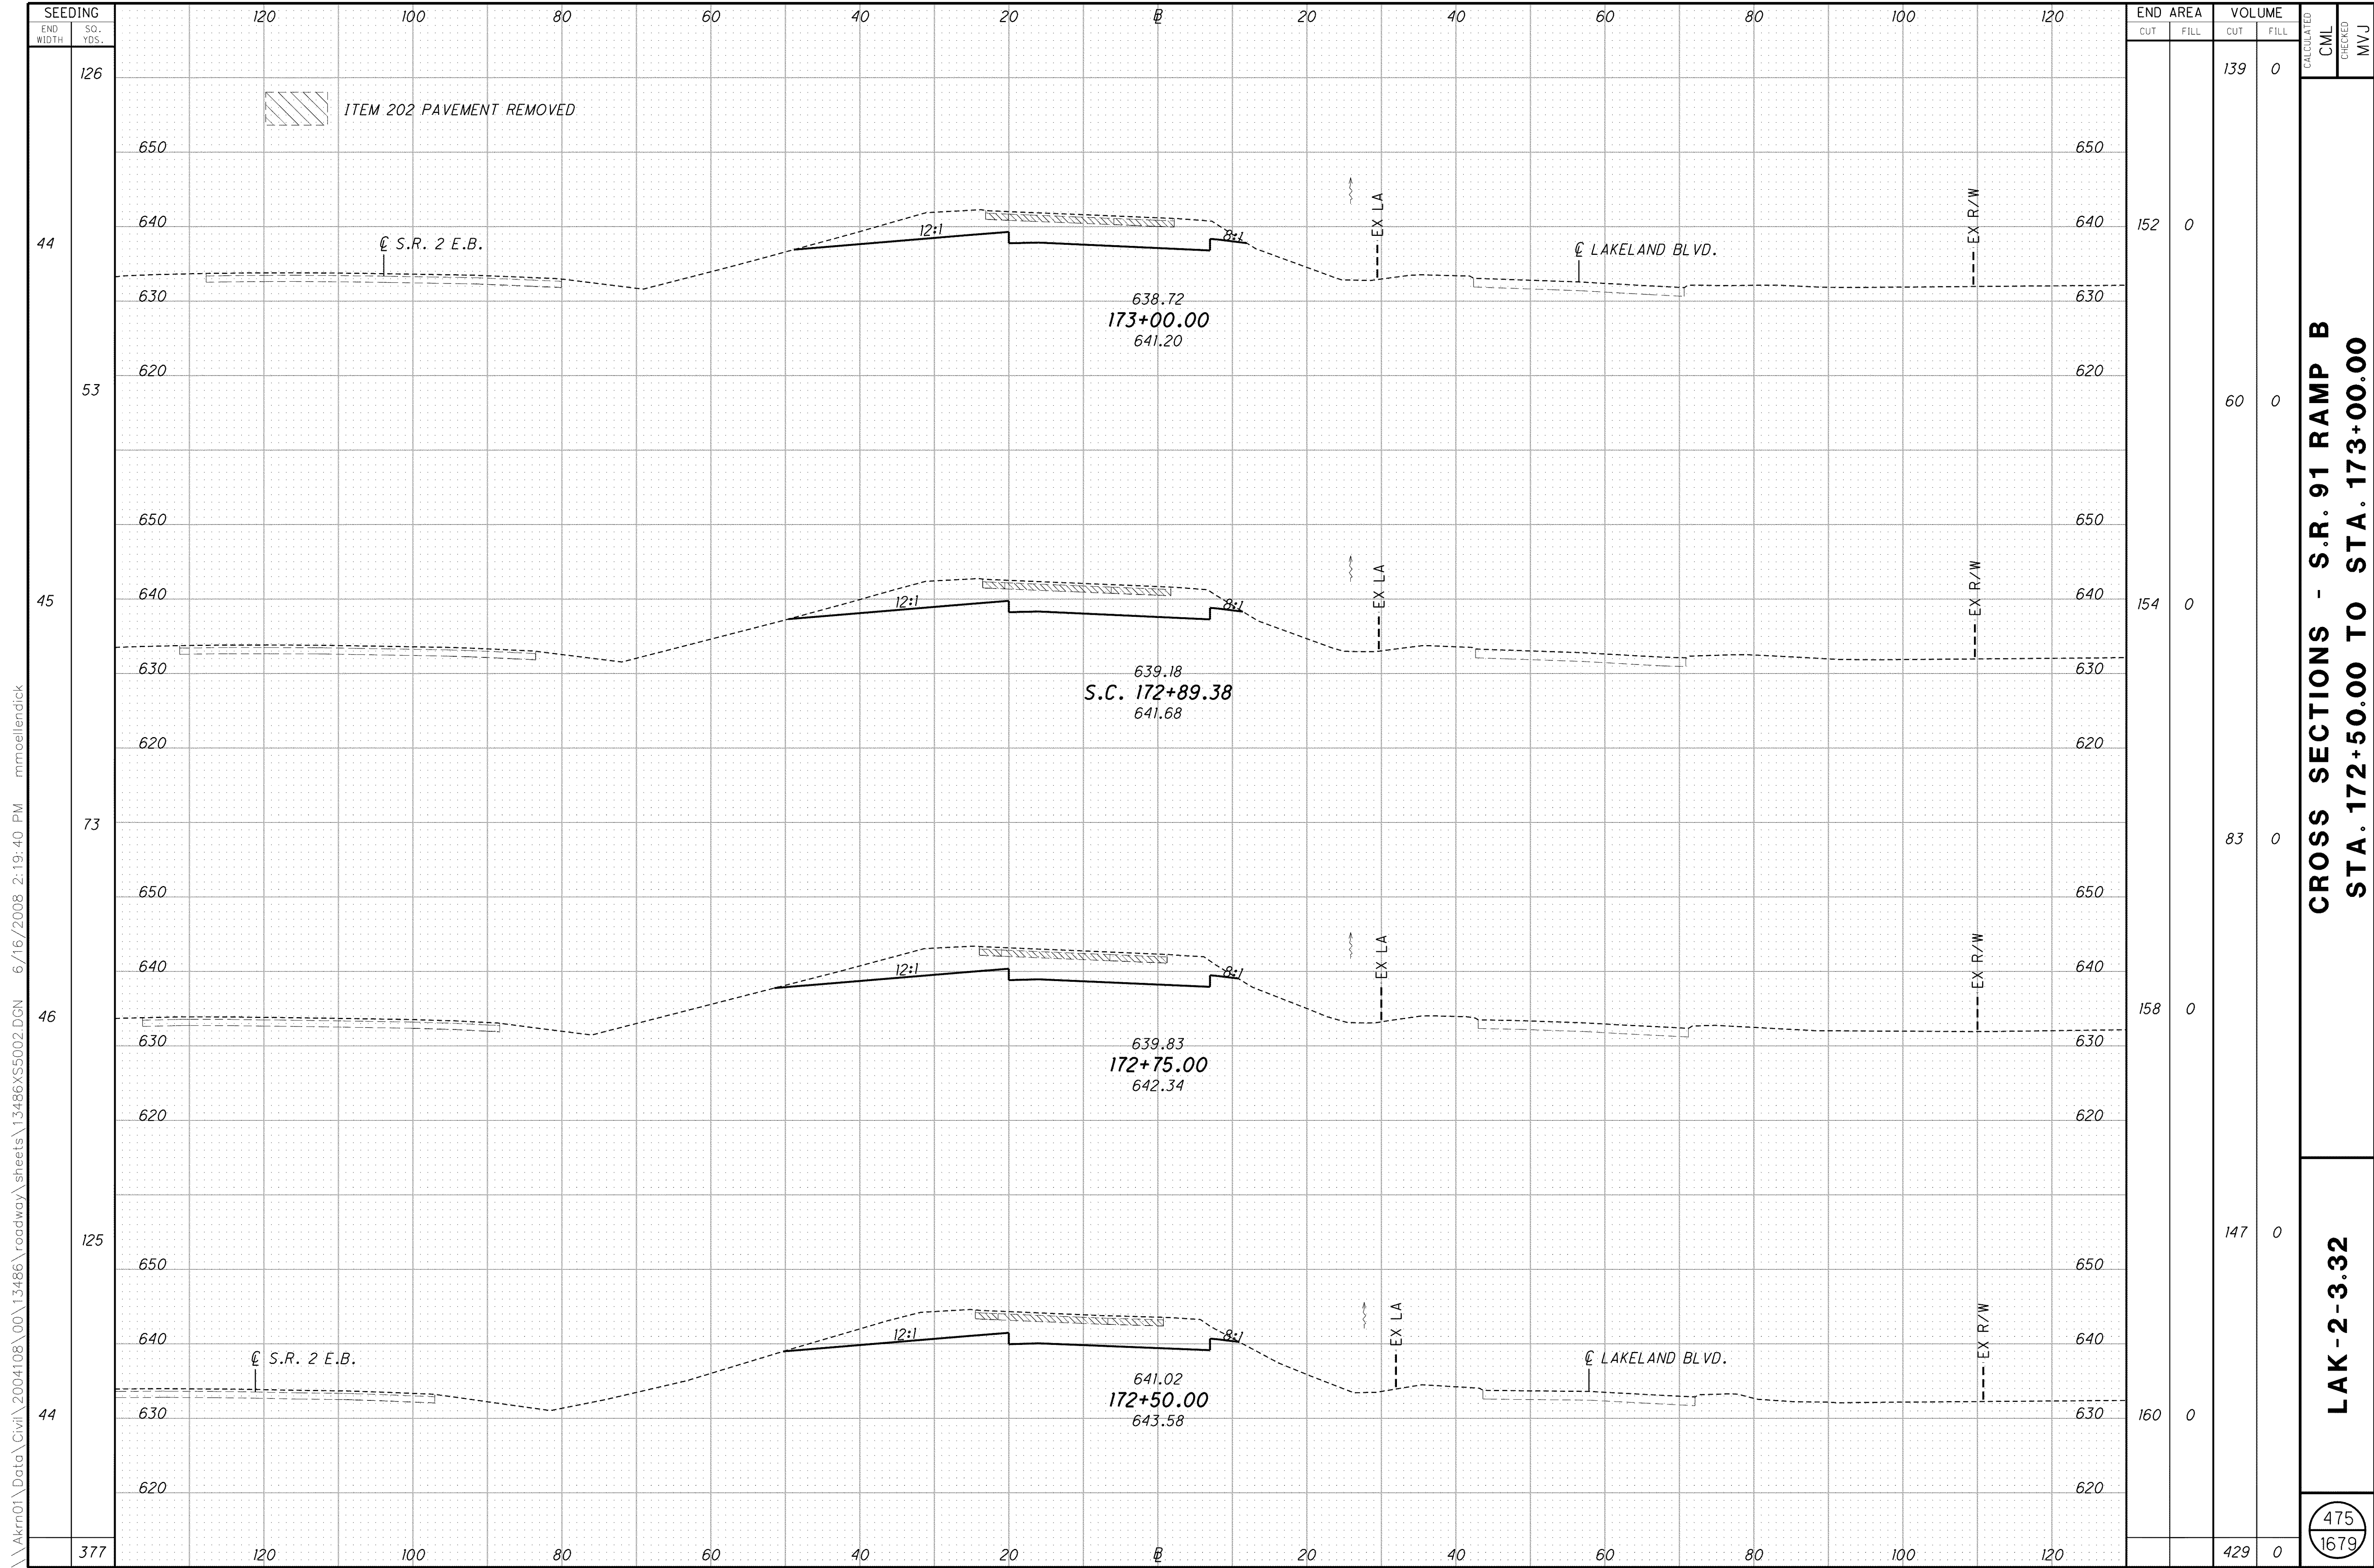 SEEDING
END WIDTH
SQ. YDS.
120 100 80 60 40 20 ℄ 20 40 60 80 100 120
END AREA
VOLUME
CUT FILL CUT FILL
CALCULATED
CML
CHECKED
MVJ
126
139 0
ITEM 202 PAVEMENT REMOVED
650 650
EX LA
EX R/W
640 640
12:1
8:1
44
152 0
℄ S.R. 2 E.B.
℄ LAKELAND BLVD.
630 630
638.72
173+00.00
641.20
620 620
53
60 0
650 650
EX LA
EX R/W
640 640
12:1
8:1
45
154 0
630 630
639.18
S.C. 172+89.38
641.68
620 620
73
83 0
650 650
EX LA
EX R/W
640 640
12:1
8:1
46
158 0
630 630
639.83
172+75.00
642.34
620 620
125
147 0
650 650
EX LA
EX R/W
640 640
12:1
8:1
℄ S.R. 2 E.B.
℄ LAKELAND BLVD.
641.02
172+50.00
643.58
630 630
44
160 0
620 620
377
120 100 80 60 40 20 ℄ 20 40 60 80 100 120
429 0
CROSS SECTIONS - S.R. 91 RAMP B
STA. 172+50.00 TO STA. 173+00.00
LAK-2-3.32
475
1679
\\Akrn01\Data\Civil\2004108\00\13486\roadway\sheets\13486XS5002.DGN 6/16/2008 2:19:40 PM mmoellendick